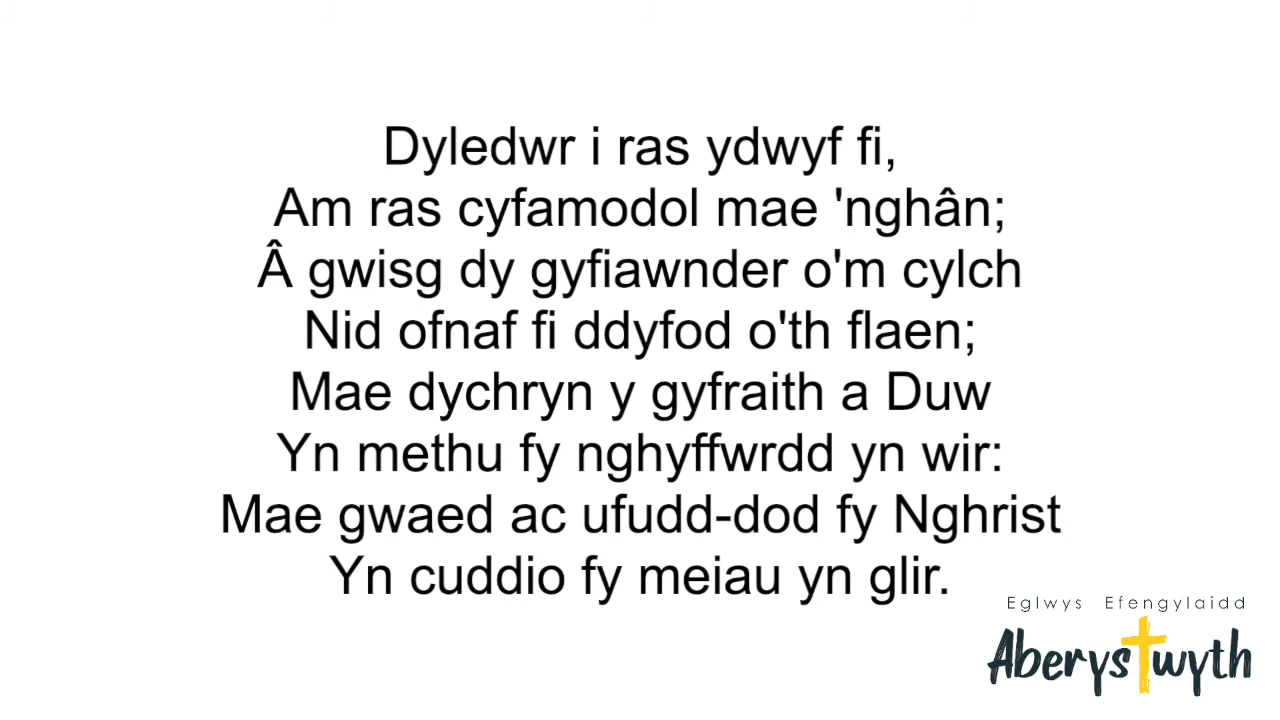 Dyledwr i ras ydwyf fi,
Am ras cyfamodol mae 'nghân;
Â gwisg dy gyfiawnder o'm cylch
Nid ofnaf fi ddyfod o'th flaen;
Mae dychryn y gyfraith a Duw
Yn methu fy nghyffwrdd yn wir:
Mae gwaed ac ufudd-dod fy Nghrist
Yn cuddio fy meiau yn glir.
Eglwys Efengylaidd
Aberystwyth